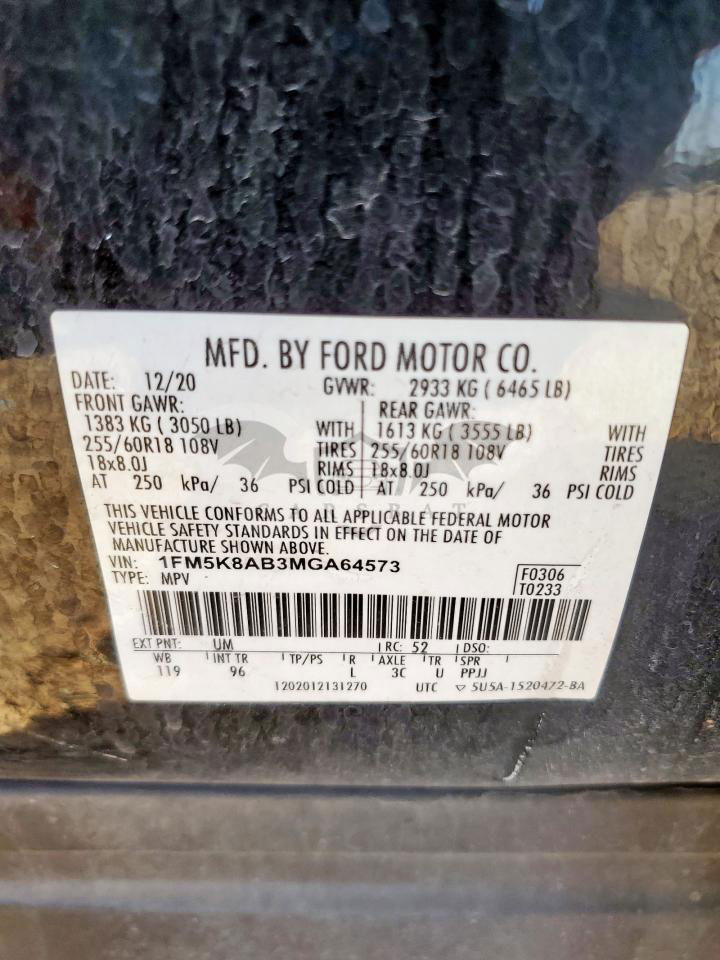 MFD. BY FORD MOTOR CO.
DATE: 12/20 GVWR: 2933 KG ( 6465 LB)
FRONT GAWR: REAR GAWR:
1383 KG ( 3050 LB) WITH 1613 KG ( 3555 LB) WITH
255/60R18 108V TIRES 255/60R18 108V TIRES
18x8.0J RIMS 18x8.0J RIMS
AT 250 kPa/ 36 PSI COLD AT 250 kPa/ 36 PSI COLD
THIS VEHICLE CONFORMS TO ALL APPLICABLE FEDERAL MOTOR
VEHICLE SAFETY STANDARDS IN EFFECT ON THE DATE OF
MANUFACTURE SHOWN ABOVE.
VIN: 1FM5K8AB3MGA64573
TYPE: MPV
F0306
T0233
EXT PNT: UM RC: 52 DSO:
WB INT TR TP/PS R AXLE TR SPR
119 96 L 3C U PPJJ
1202012131270 UTC ▽ 5U5A-1520472-BA